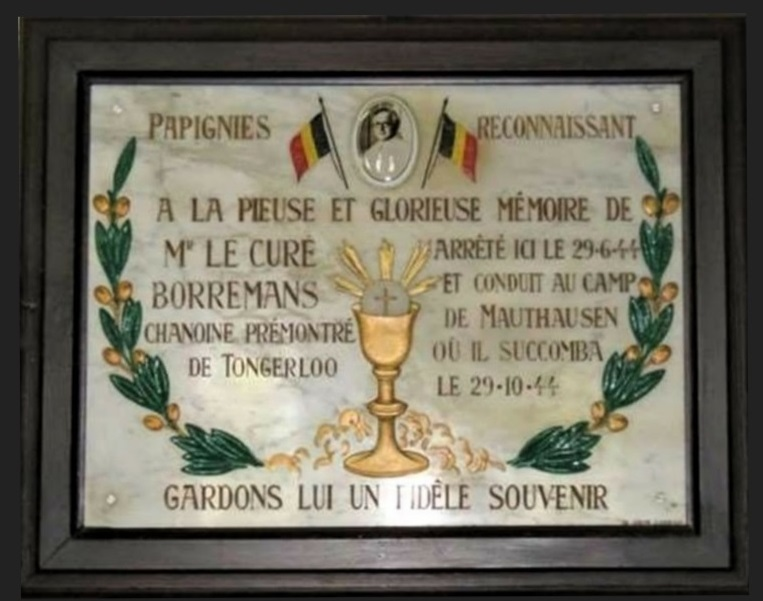 PAPIGNIES RECONNAISSANT
A LA PIEUSE ET GLORIEUSE MÉMOIRE DE
Mr LE CURÉ
BORREMANS
CHANOINE PRÉMONTRÉ
DE TONGERLOO
ARRÊTÉ ICI LE 29-6-44
ET CONDUIT AU CAMP
DE MAUTHAUSEN
OÙ IL SUCCOMBA
LE 29-10-44
GARDONS LUI UN FIDÈLE SOUVENIR